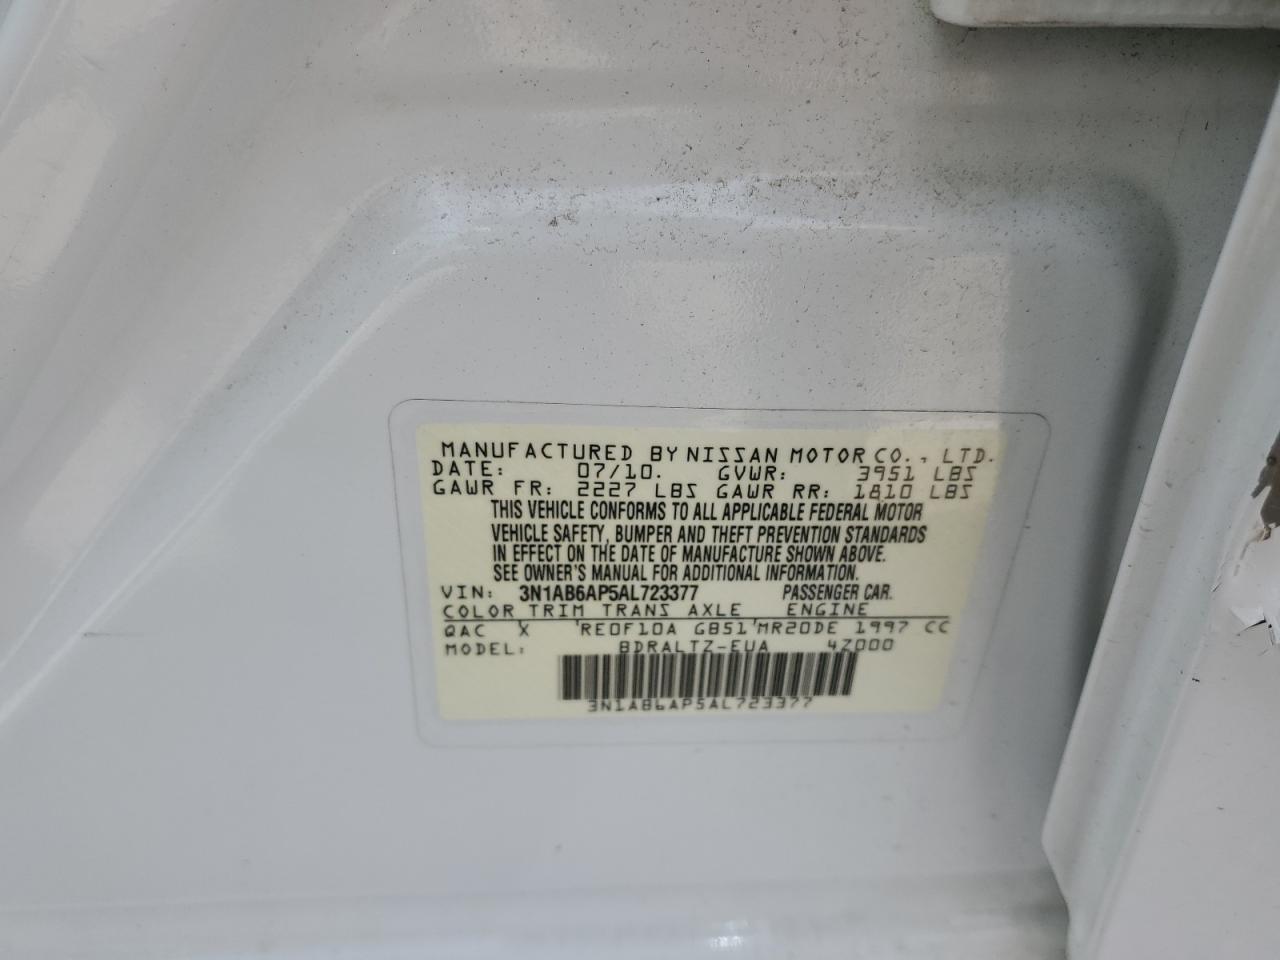 MANUFACTURED BY NISSAN MOTOR CO., LTD.
DATE: 07/10. GVWR: 3951 LBS
GAWR FR: 2227 LBS GAWR RR: 1810 LBS
THIS VEHICLE CONFORMS TO ALL APPLICABLE FEDERAL MOTOR
VEHICLE SAFETY, BUMPER AND THEFT PREVENTION STANDARDS
IN EFFECT ON THE DATE OF MANUFACTURE SHOWN ABOVE.
SEE OWNER'S MANUAL FOR ADDITIONAL INFORMATION.
VIN: 3N1AB6AP5AL723377 PASSENGER CAR.
COLOR TRIM TRANS AXLE ENGINE
QAC X 'RE0F10A GB51'MR20DE 1997 CC
MODEL: BDRALTZ-EUA 4Z000
3N1AB6AP5AL723377